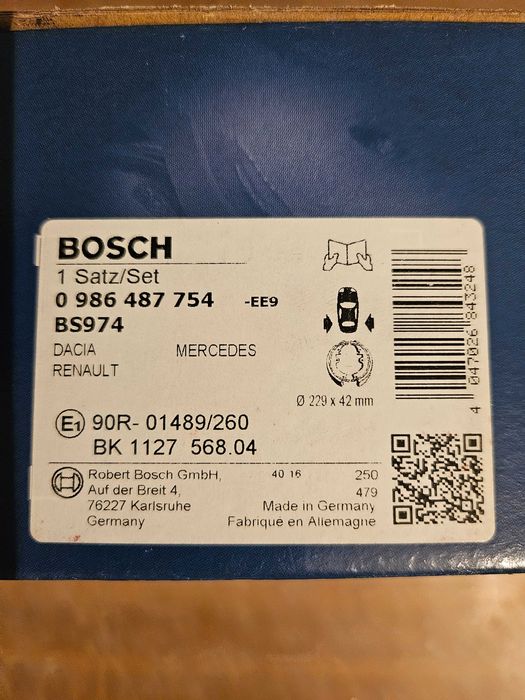 BOSCH
1 Satz/Set
0 986 487 754 -EE9
BS974
DACIA MERCEDES
RENAULT
Ø 229 x 42 mm
4 047026 843248
E1 90R- 01489/260
BK 1127 568.04
Robert Bosch GmbH, 40 16 250
Auf der Breit 4, 479
76227 Karlsruhe Made in Germany
Germany Fabriqué en Allemagne